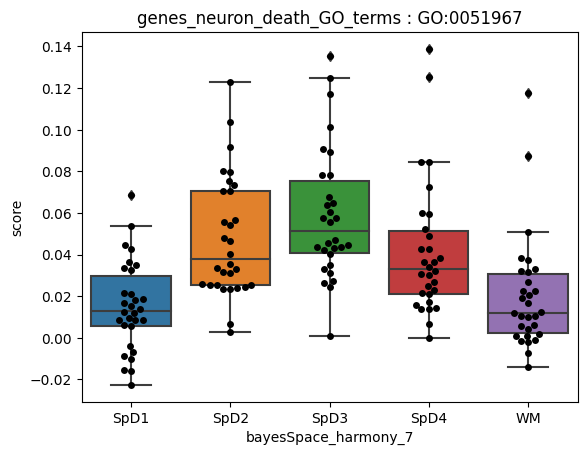 genes_neuron_death_GO_terms : GO:0051967
0.14
0.12
0.10
0.08
0.06
0.04
0.02
0.00
−0.02
score
SpD1 SpD2 SpD3 SpD4 WM
bayesSpace_harmony_7